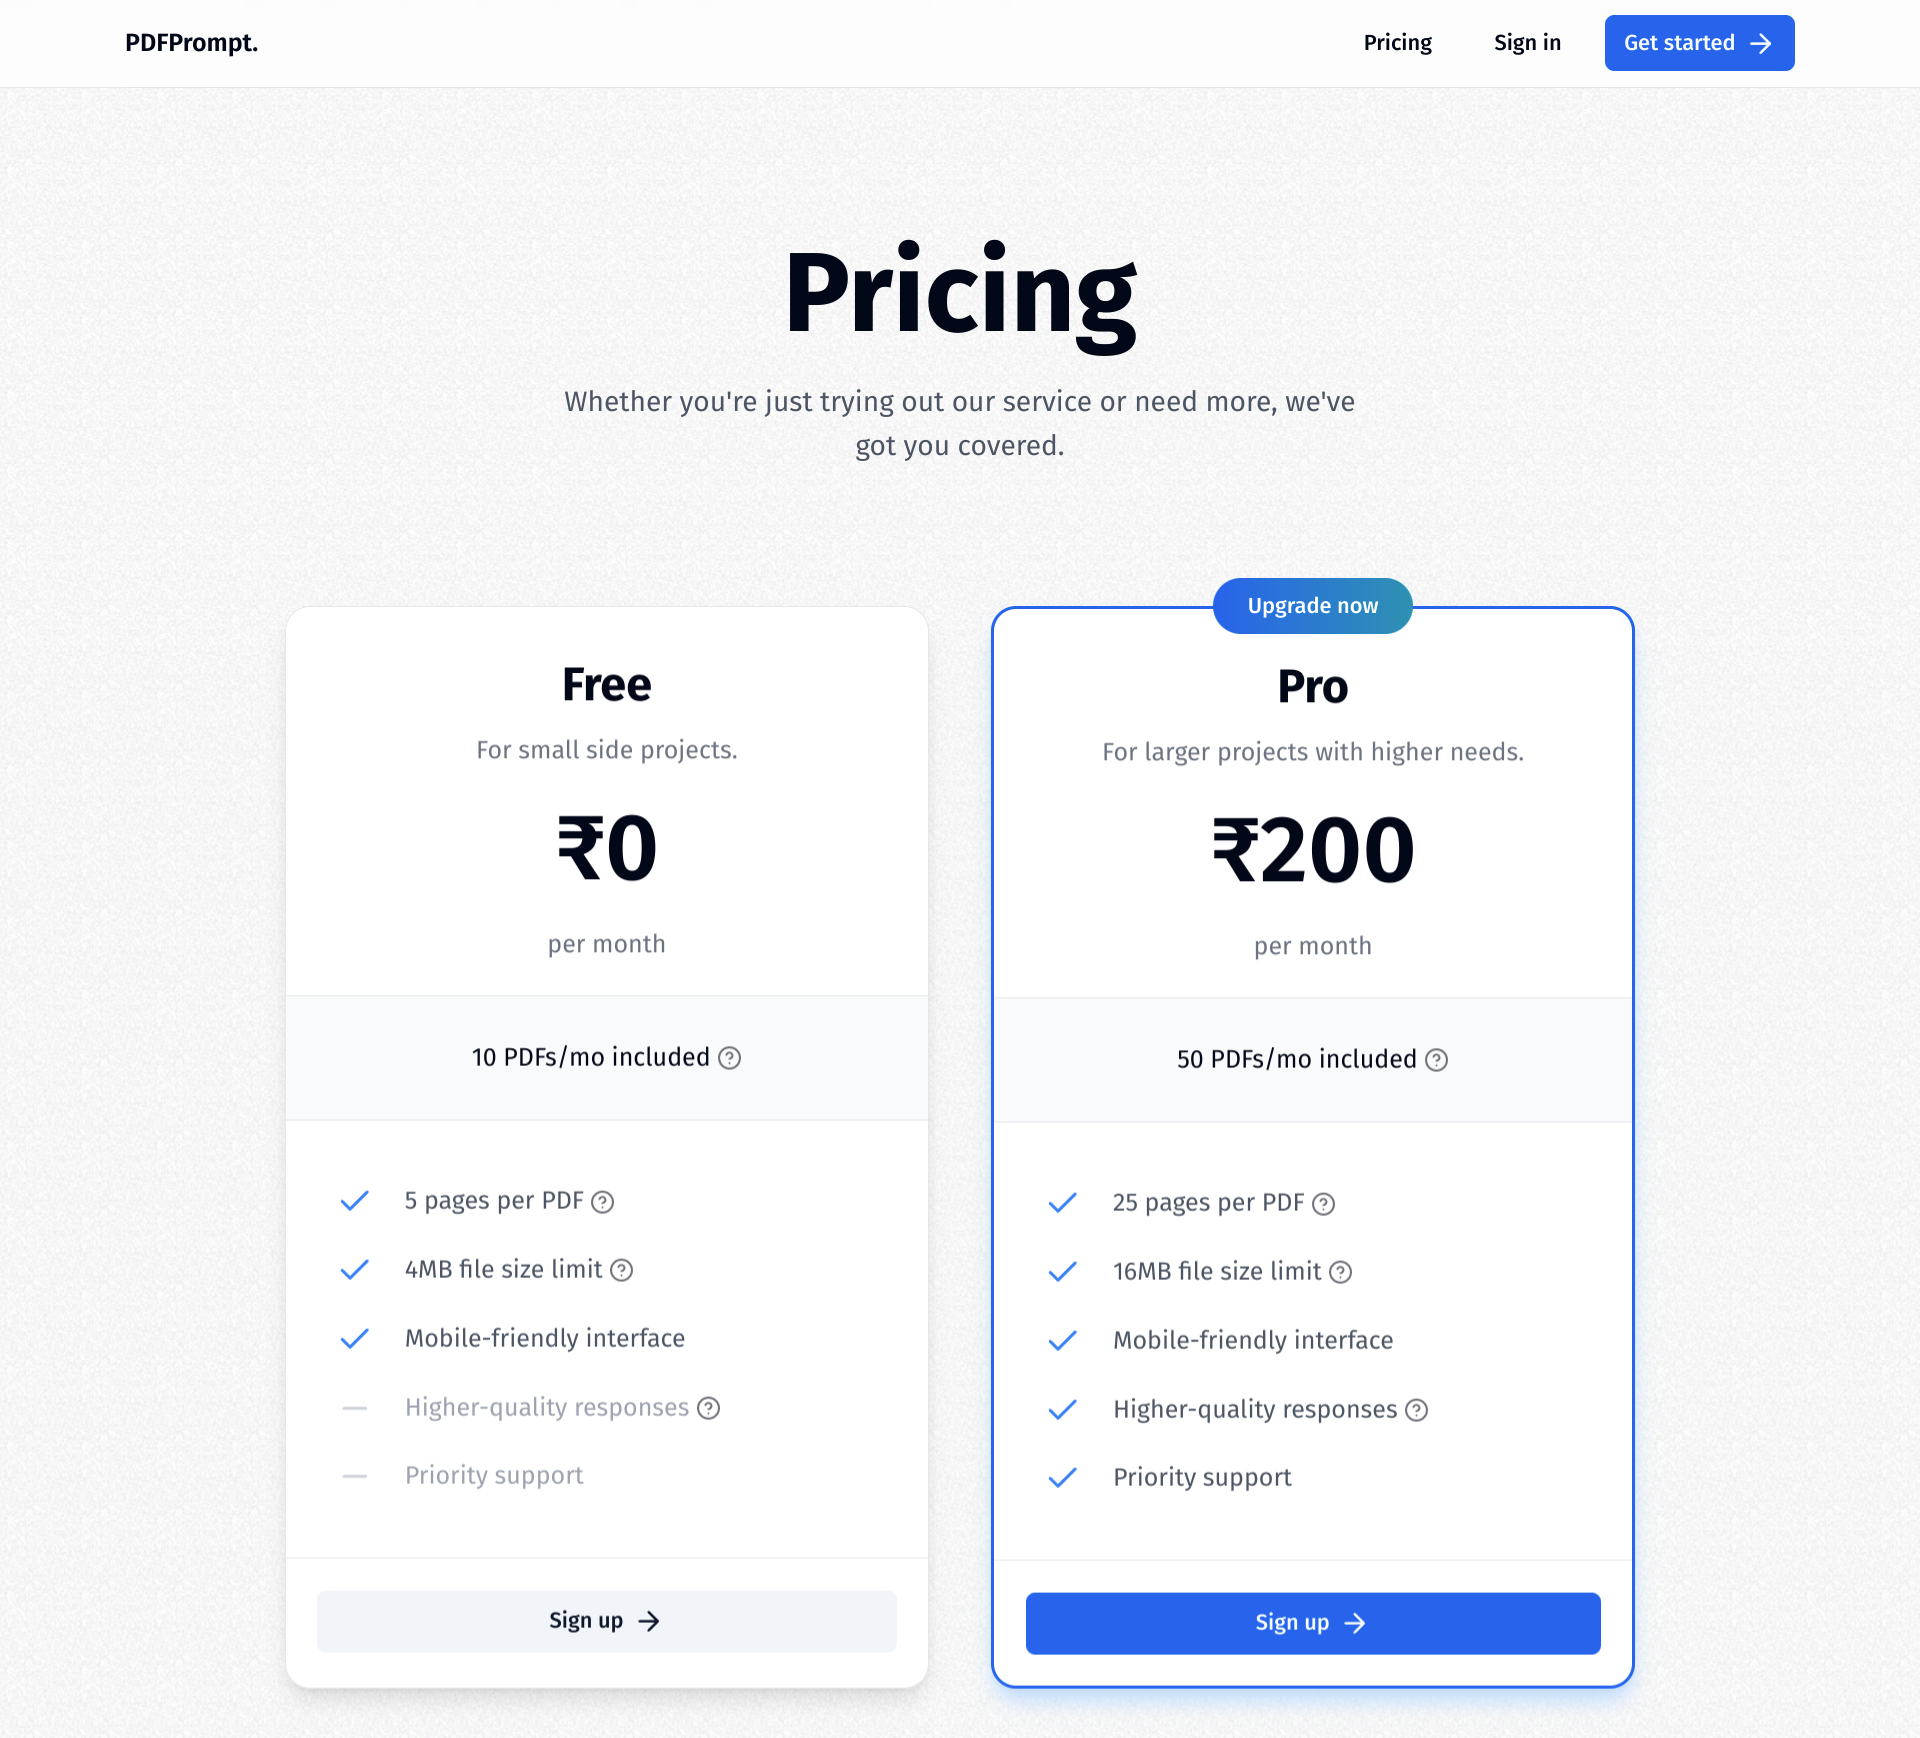 PDFPrompt.
Pricing
Sign in
Get started
Pricing
Whether you're just trying out our service or need more, we've
got you covered.
Free
For small side projects.
₹0
per month
10 PDFs/mo included
5 pages per PDF
4MB file size limit
Mobile-friendly interface
Higher-quality responses
Priority support
Sign up
Upgrade now
Pro
For larger projects with higher needs.
₹200
per month
50 PDFs/mo included
25 pages per PDF
16MB file size limit
Mobile-friendly interface
Higher-quality responses
Priority support
Sign up